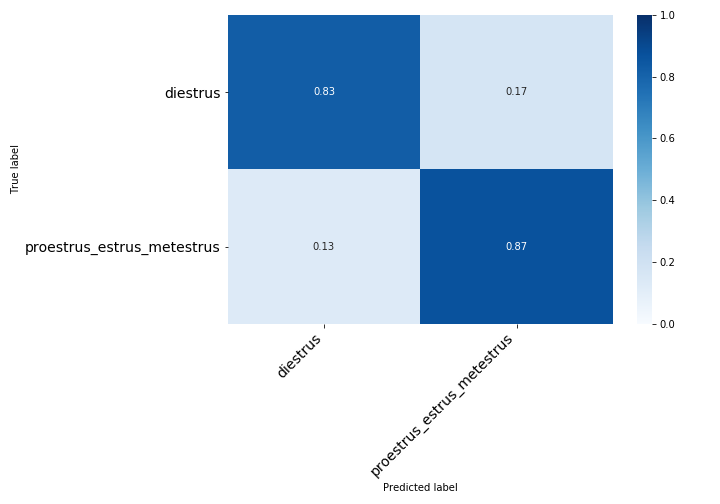 True label
diestrus
proestrus_estrus_metestrus
0.83
0.17
0.13
0.87
1.0
0.8
0.6
0.4
0.2
0.0
diestrus
proestrus_estrus_metestrus
Predicted label